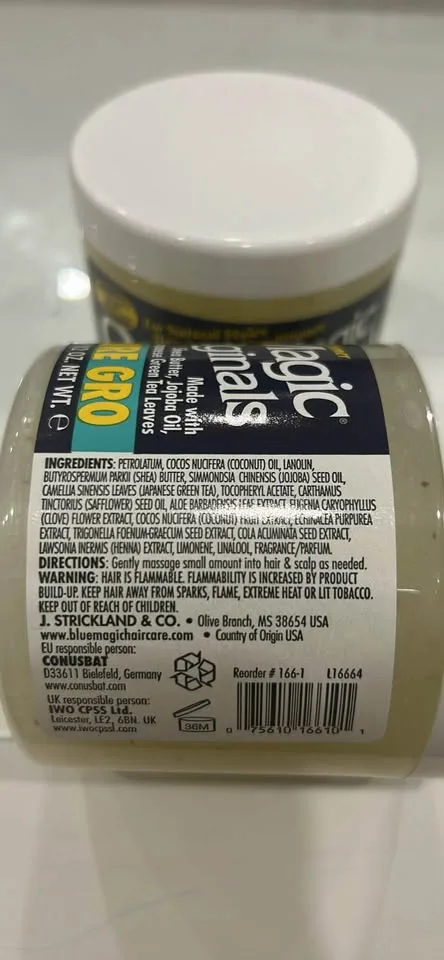 agic®
ginals
Made with
Butter, Jojoba Oil,
Green Tea Leaves
E GRO
OZ. NET WT. e
INGREDIENTS: PETROLATUM, COCOS NUCIFERA (COCONUT) OIL, LANOLIN,
BUTYROSPERMUM PARKII (SHEA) BUTTER, SIMMONDSIA CHINENSIS (JOJOBA) SEED OIL,
CAMELLIA SINENSIS LEAVES (JAPANESE GREEN TEA), TOCOPHERYL ACETATE, CARTHAMUS
TINCTORIUS (SAFFLOWER) SEED OIL, ALOE BARBADENSIS LEAF EXTRACT, EUGENIA CARYOPHYLLUS
(CLOVE) FLOWER EXTRACT, COCOS NUCIFERA (COCONUT) FRUIT EXTRACT, ECHINACEA PURPUREA
EXTRACT, TRIGONELLA FOENUM-GRAECUM SEED EXTRACT, COLA ACUMINATA SEED EXTRACT,
LAWSONIA INERMIS (HENNA) EXTRACT, LIMONENE, LINALOOL, FRAGRANCE/PARFUM.
DIRECTIONS: Gently massage small amount into hair & scalp as needed.
WARNING: HAIR IS FLAMMABLE. FLAMMABILITY IS INCREASED BY PRODUCT
BUILD-UP. KEEP HAIR AWAY FROM SPARKS, FLAME, EXTREME HEAT OR LIT TOBACCO.
KEEP OUT OF REACH OF CHILDREN.
J. STRICKLAND & CO. • Olive Branch, MS 38654 USA
www.bluemagichaircare.com • Country of Origin USA
EU responsible person:
CONUSBAT
D33611 Bielefeld, Germany
www.conusbat.com
UK responsible person:
IWO CPSS Ltd.
Leicester, LE2, 6BN. UK
www.iwocpssl.com
36M
Reorder # 166-1 L16664
0 75610 16610 1